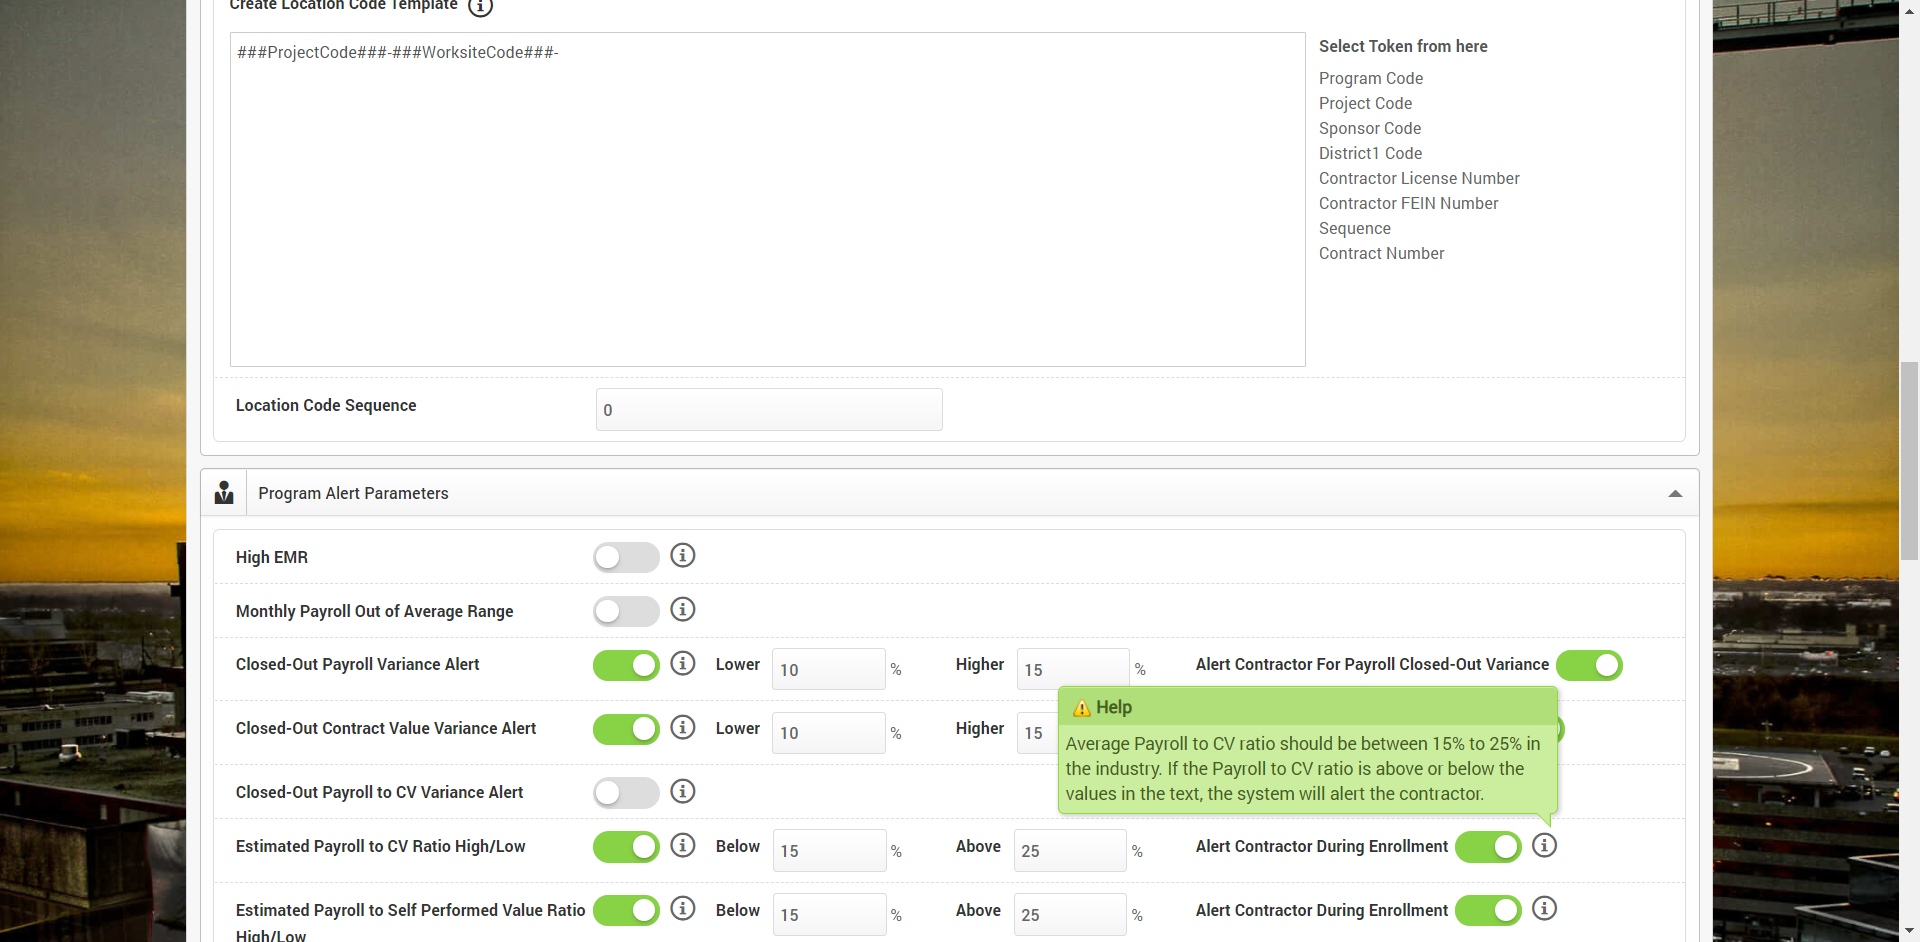 Create Location Code Template
###ProjectCode###-###WorksiteCode###-
Select Token from here
Program Code
Project Code
Sponsor Code
District1 Code
Contractor License Number
Contractor FEIN Number
Sequence
Contract Number
Location Code Sequence
0
Program Alert Parameters
High EMR
Monthly Payroll Out of Average Range
Closed-Out Payroll Variance Alert Lower 10 % Higher 15 % Alert Contractor For Payroll Closed-Out Variance
Closed-Out Contract Value Variance Alert Lower 10 % Higher 15
Help
Average Payroll to CV ratio should be between 15% to 25% in
the industry. If the Payroll to CV ratio is above or below the
values in the text, the system will alert the contractor.
Closed-Out Payroll to CV Variance Alert
Estimated Payroll to CV Ratio High/Low Below 15 % Above 25 % Alert Contractor During Enrollment
Estimated Payroll to Self Performed Value Ratio Below 15 % Above 25 % Alert Contractor During Enrollment
High/Low